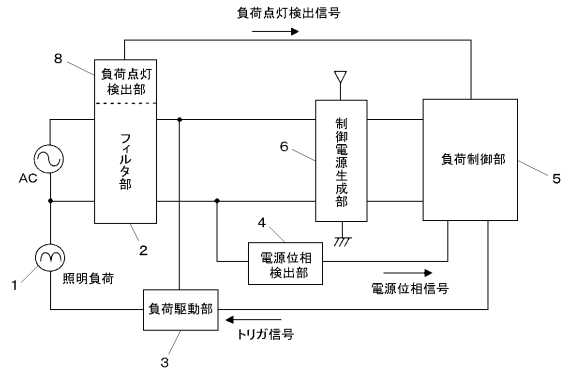 負荷点灯検出信号
8
負荷点灯
検出部
フィルタ部
制御電源生成部
6
負荷制御部
5
AC
2
4
電源位相
検出部
電源位相信号
1
照明負荷
負荷駆動部
トリガ信号
3